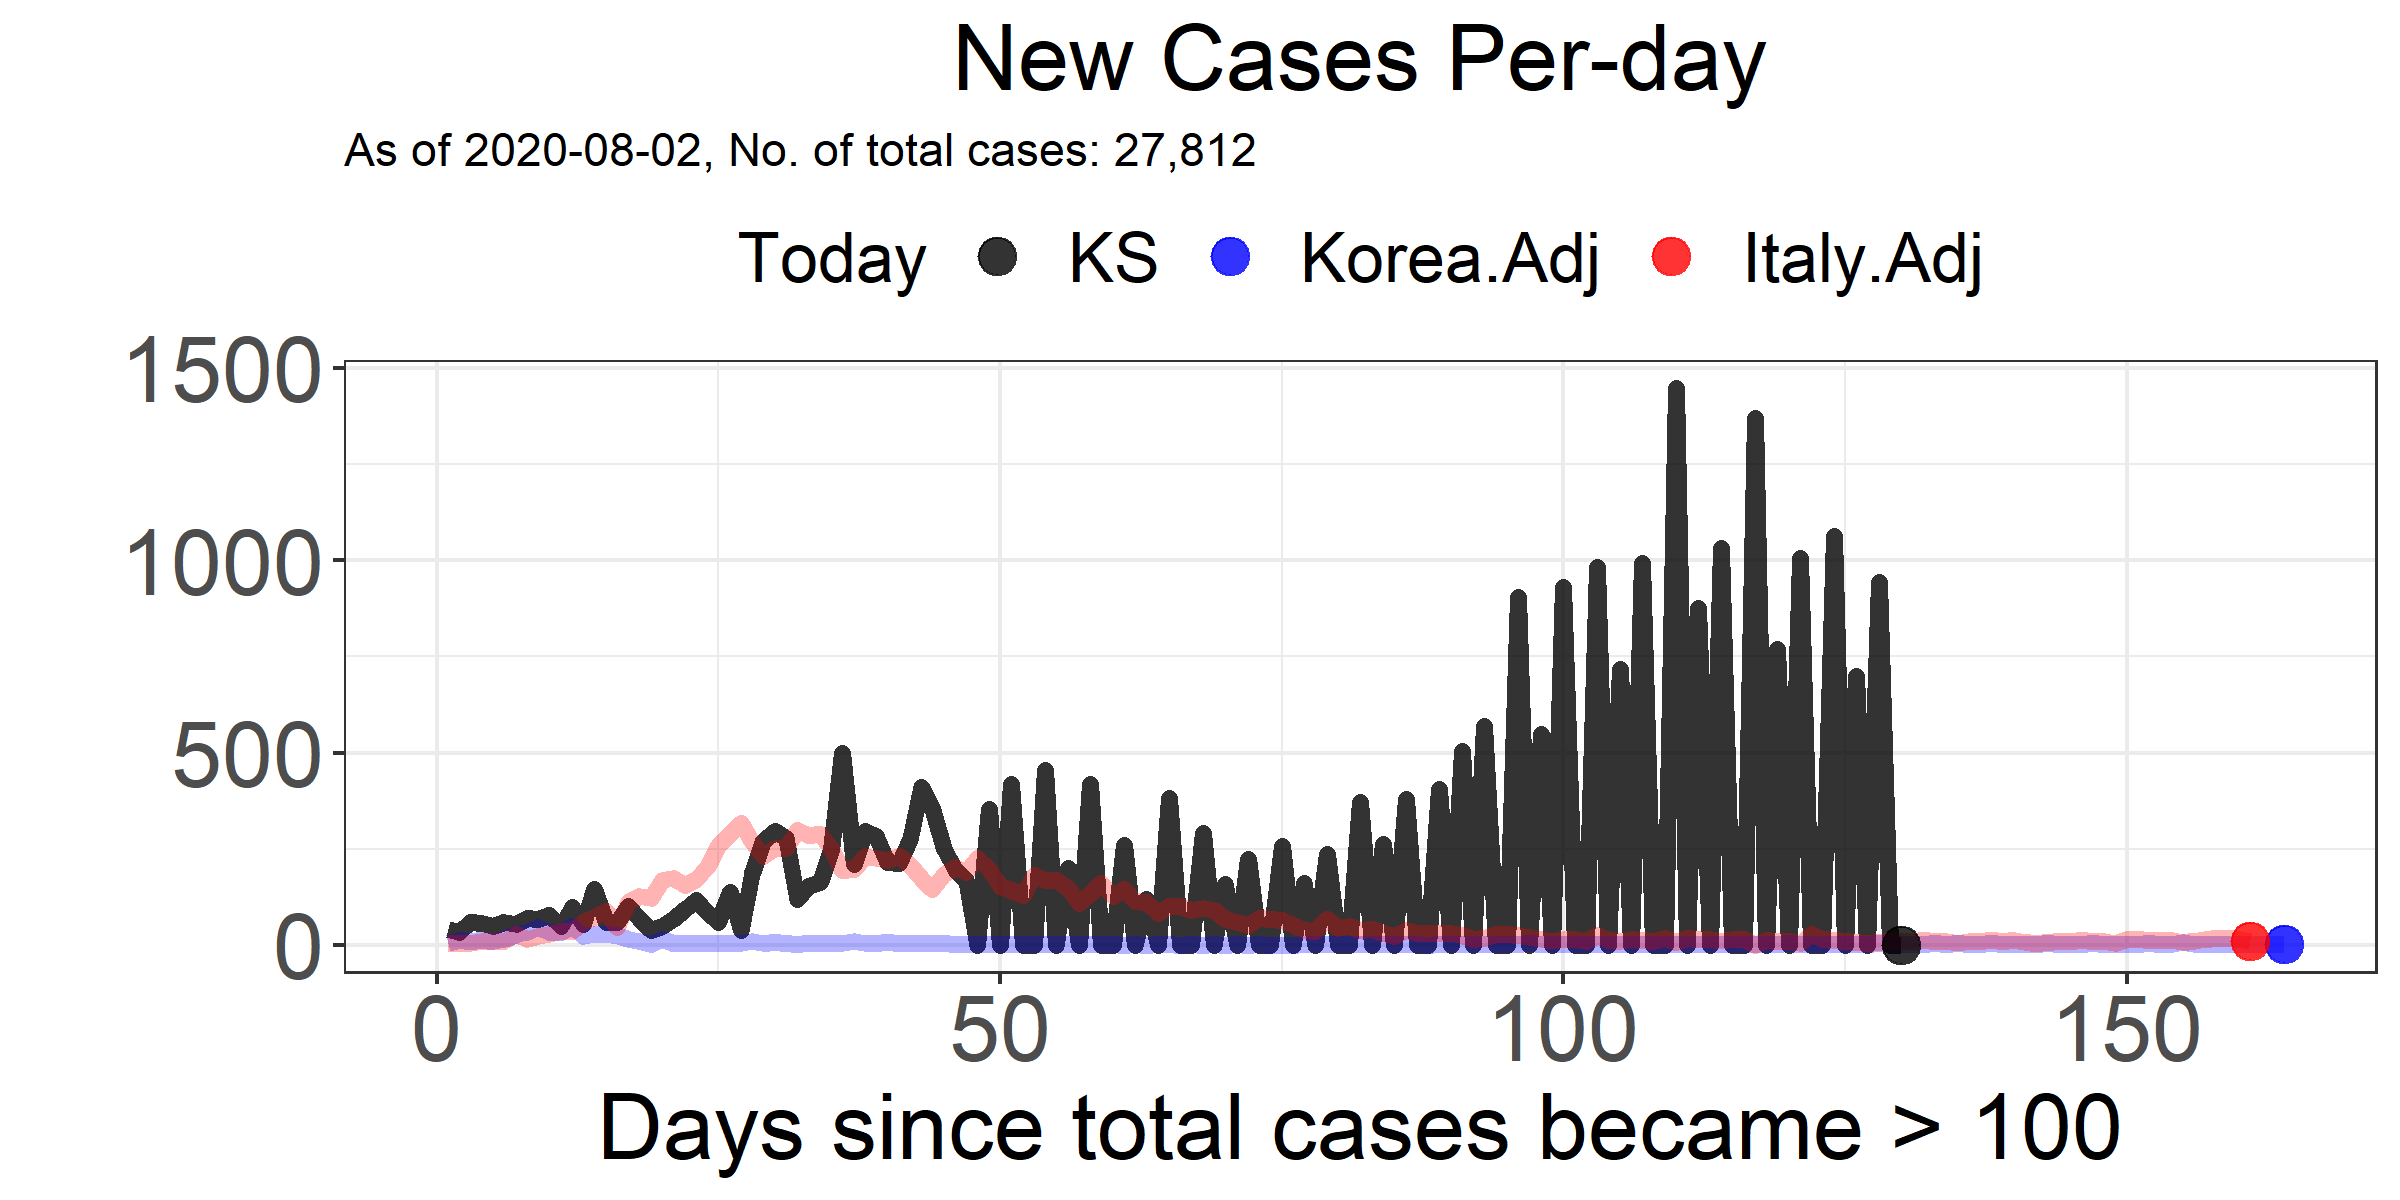 New Cases Per-day
As of 2020-08-02, No. of total cases: 27,812
Today KS Korea.Adj Italy.Adj
1500
1000
500
0
0 50 100 150
Days since total cases became > 100